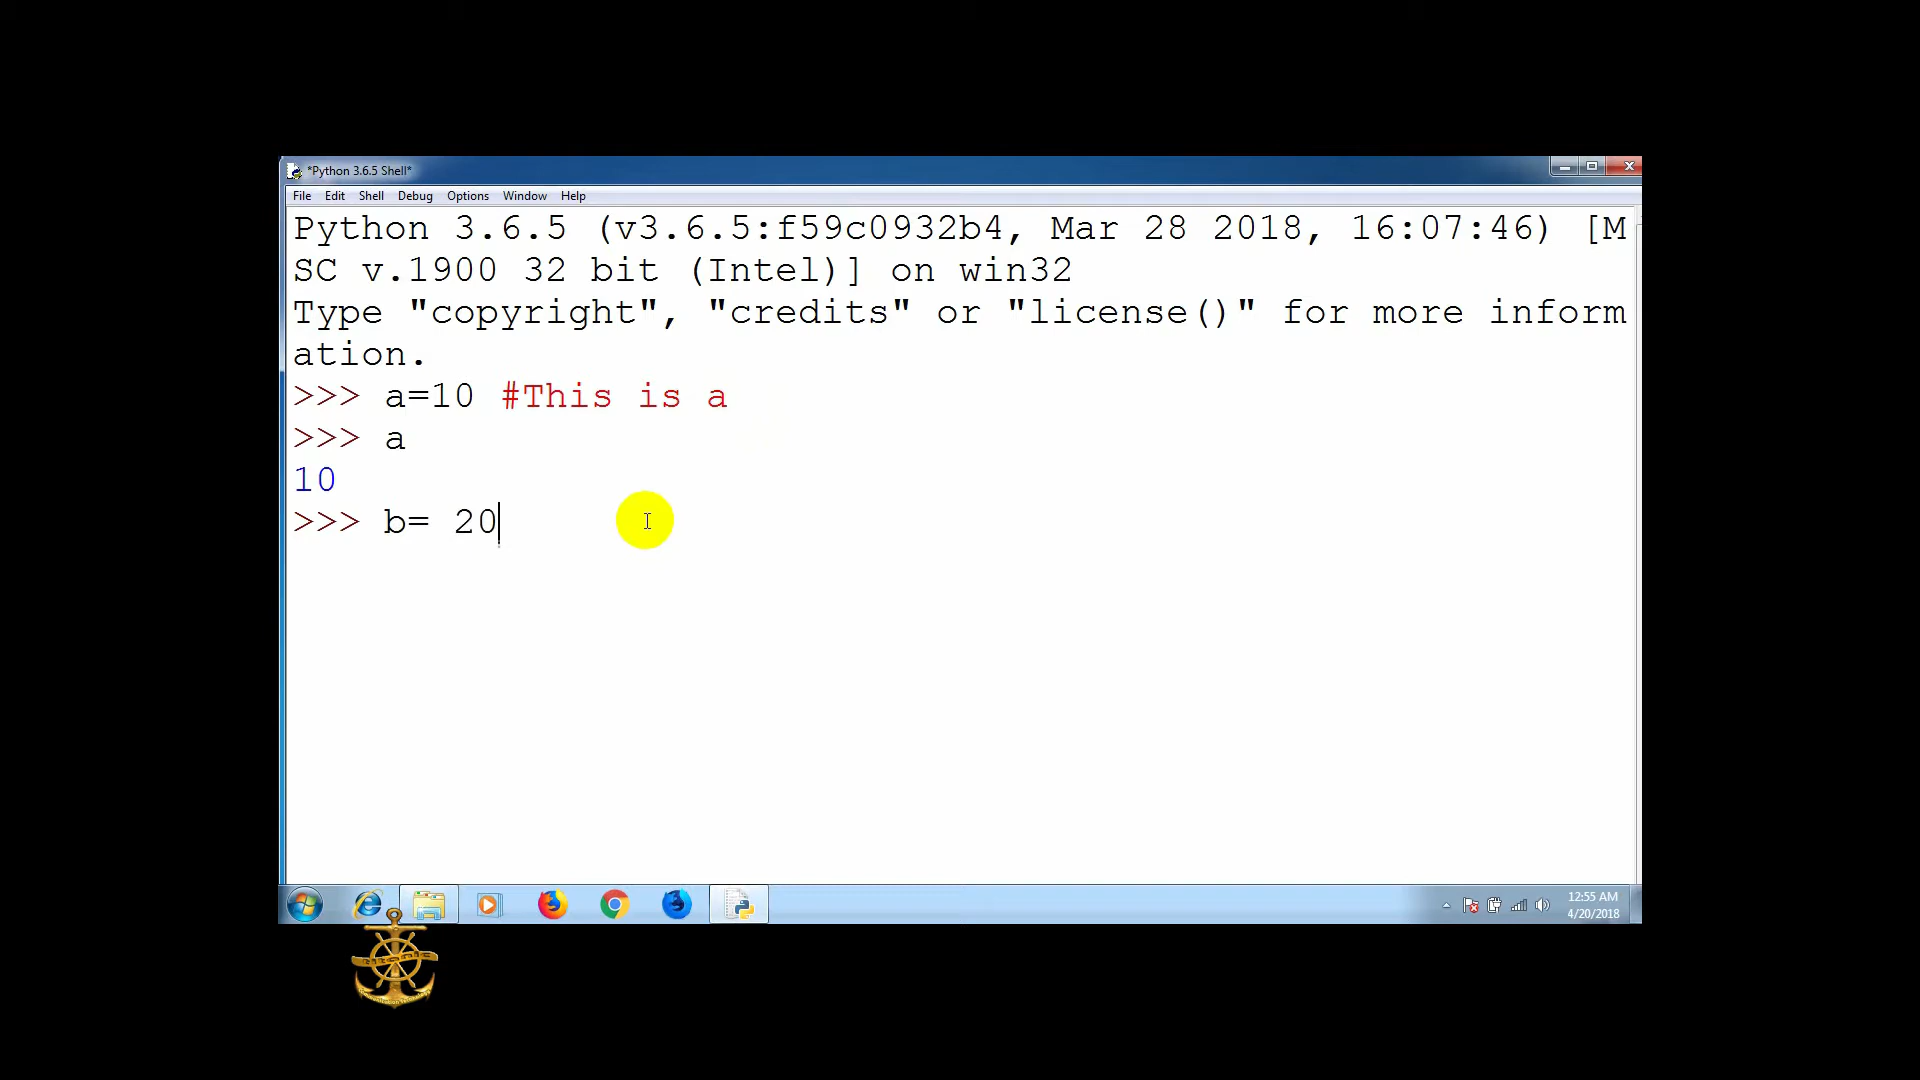 *Python 3.6.5 Shell*
File Edit Shell Debug Options Window Help
Python 3.6.5 (v3.6.5:f59c0932b4, Mar 28 2018, 16:07:46) [M
SC v.1900 32 bit (Intel)] on win32
Type "copyright", "credits" or "license()" for more inform
ation.
>>> a=10 #This is a
>>> a
10
>>> b= 20
12:55 AM
4/20/2018